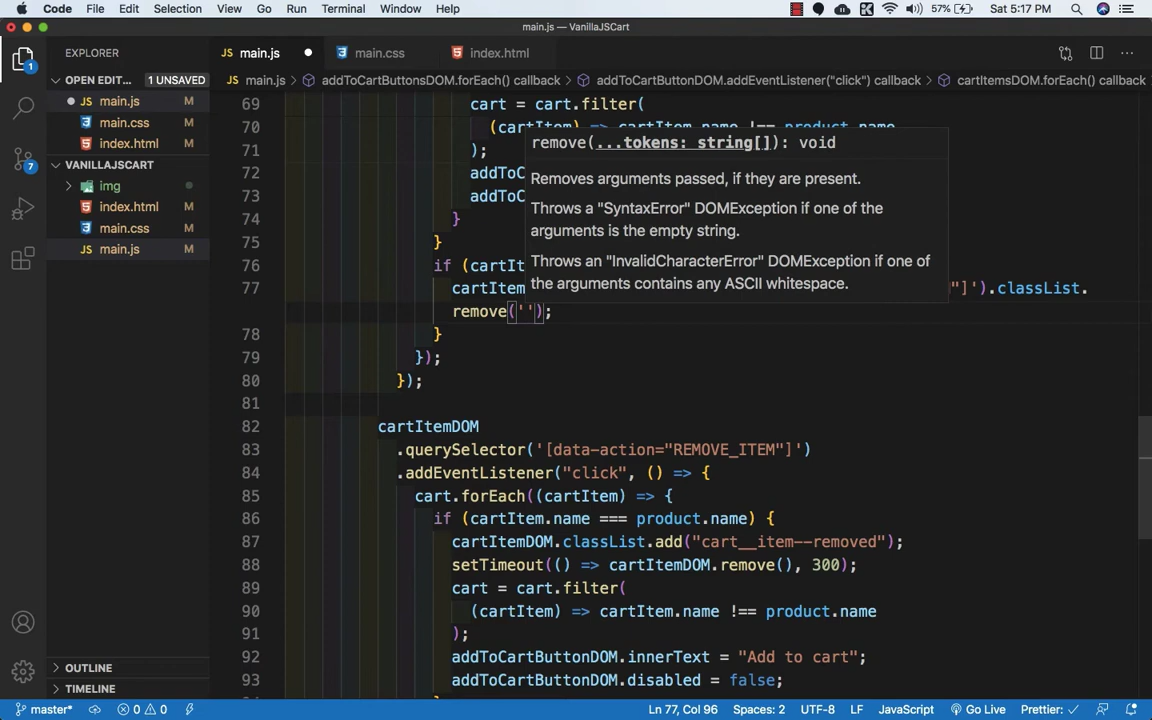 Code File Edit Selection View Go Run Terminal Window Help 57% Sat 5:17 PM
main.js — VanillaJSCart
EXPLORER main.js main.css index.html
OPEN EDIT... 1 UNSAVED main.js > addToCartButtonsDOM.forEach() callback > addToCartButtonDOM.addEventListener("click") callback > cartItemsDOM.forEach() callback
main.js M
main.css M
index.html M
VANILLAJSCART
img
index.html M
main.css M
main.js M
OUTLINE
TIMELINE
69 cart = cart.filter(
70 (cartItem) => cartItem.name !== product.name
71 );
72 addToC
73 addToC
74 }
75 }
76 if (cartIt
77 cartItem "]').classList.
remove('');
78 }
79 });
80 });
81
82 cartItemDOM
83 .querySelector('[data-action="REMOVE_ITEM"]')
84 .addEventListener("click", () => {
85 cart.forEach((cartItem) => {
86 if (cartItem.name === product.name) {
87 cartItemDOM.classList.add("cart__item--removed");
88 setTimeout(() => cartItemDOM.remove(), 300);
89 cart = cart.filter(
90 (cartItem) => cartItem.name !== product.name
91 );
92 addToCartButtonDOM.innerText = "Add to cart";
93 addToCartButtonDOM.disabled = false;
remove(...tokens: string[]): void
Removes arguments passed, if they are present.
Throws a "SyntaxError" DOMException if one of the
arguments is the empty string.
Throws an "InvalidCharacterError" DOMException if one of
the arguments contains any ASCII whitespace.
1
7
master* 0 0 Ln 77, Col 96 Spaces: 2 UTF-8 LF JavaScript Go Live Prettier: ✓